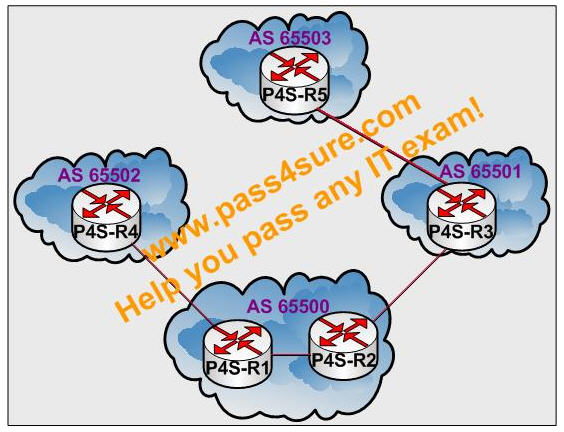 AS 65503
P4S-R5
AS 65502
P4S-R4
AS 65501
P4S-R3
www.pass4sure.com
Help you pass any IT exam!
AS 65500
P4S-R1
P4S-R2